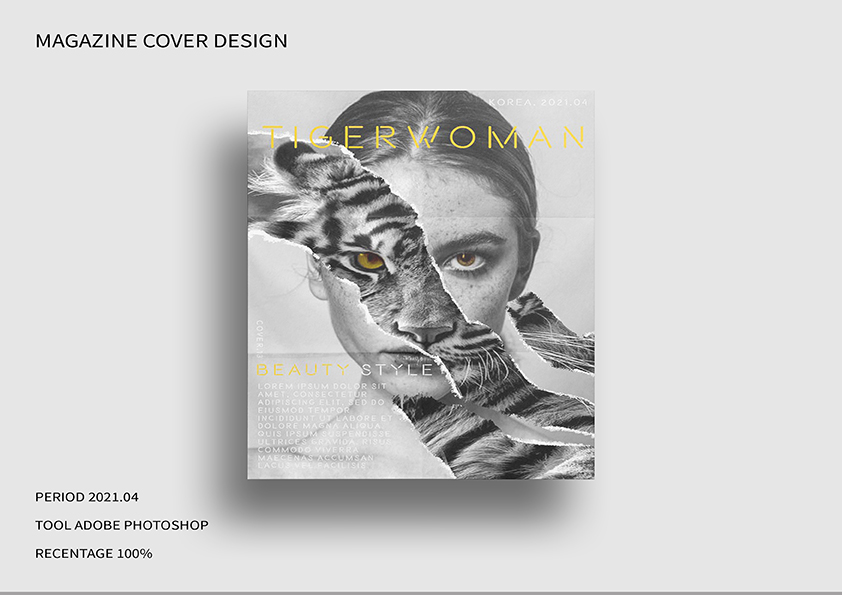 MAGAZINE COVER DESIGN
KOREA. 2021.04
TIGERWOMAN
BEAUTY STYLE
LOREM IPSUM DOLOR SIT
AMET, CONSECTETUR
ADIPISCING ELIT, SED DO
EIUSMOD TEMPOR
INCIDIDUNT UT LABORE ET
DOLORE MAGNA ALIQUA.
QUIS IPSUM SUSPENDISSE
ULTRICES GRAVIDA. RISUS
COMMODO VIVERRA
MAECENAS ACCUMSAN
LACUS VEL FACILISIS.
PERIOD 2021.04
TOOL ADOBE PHOTOSHOP
RECENTAGE 100%